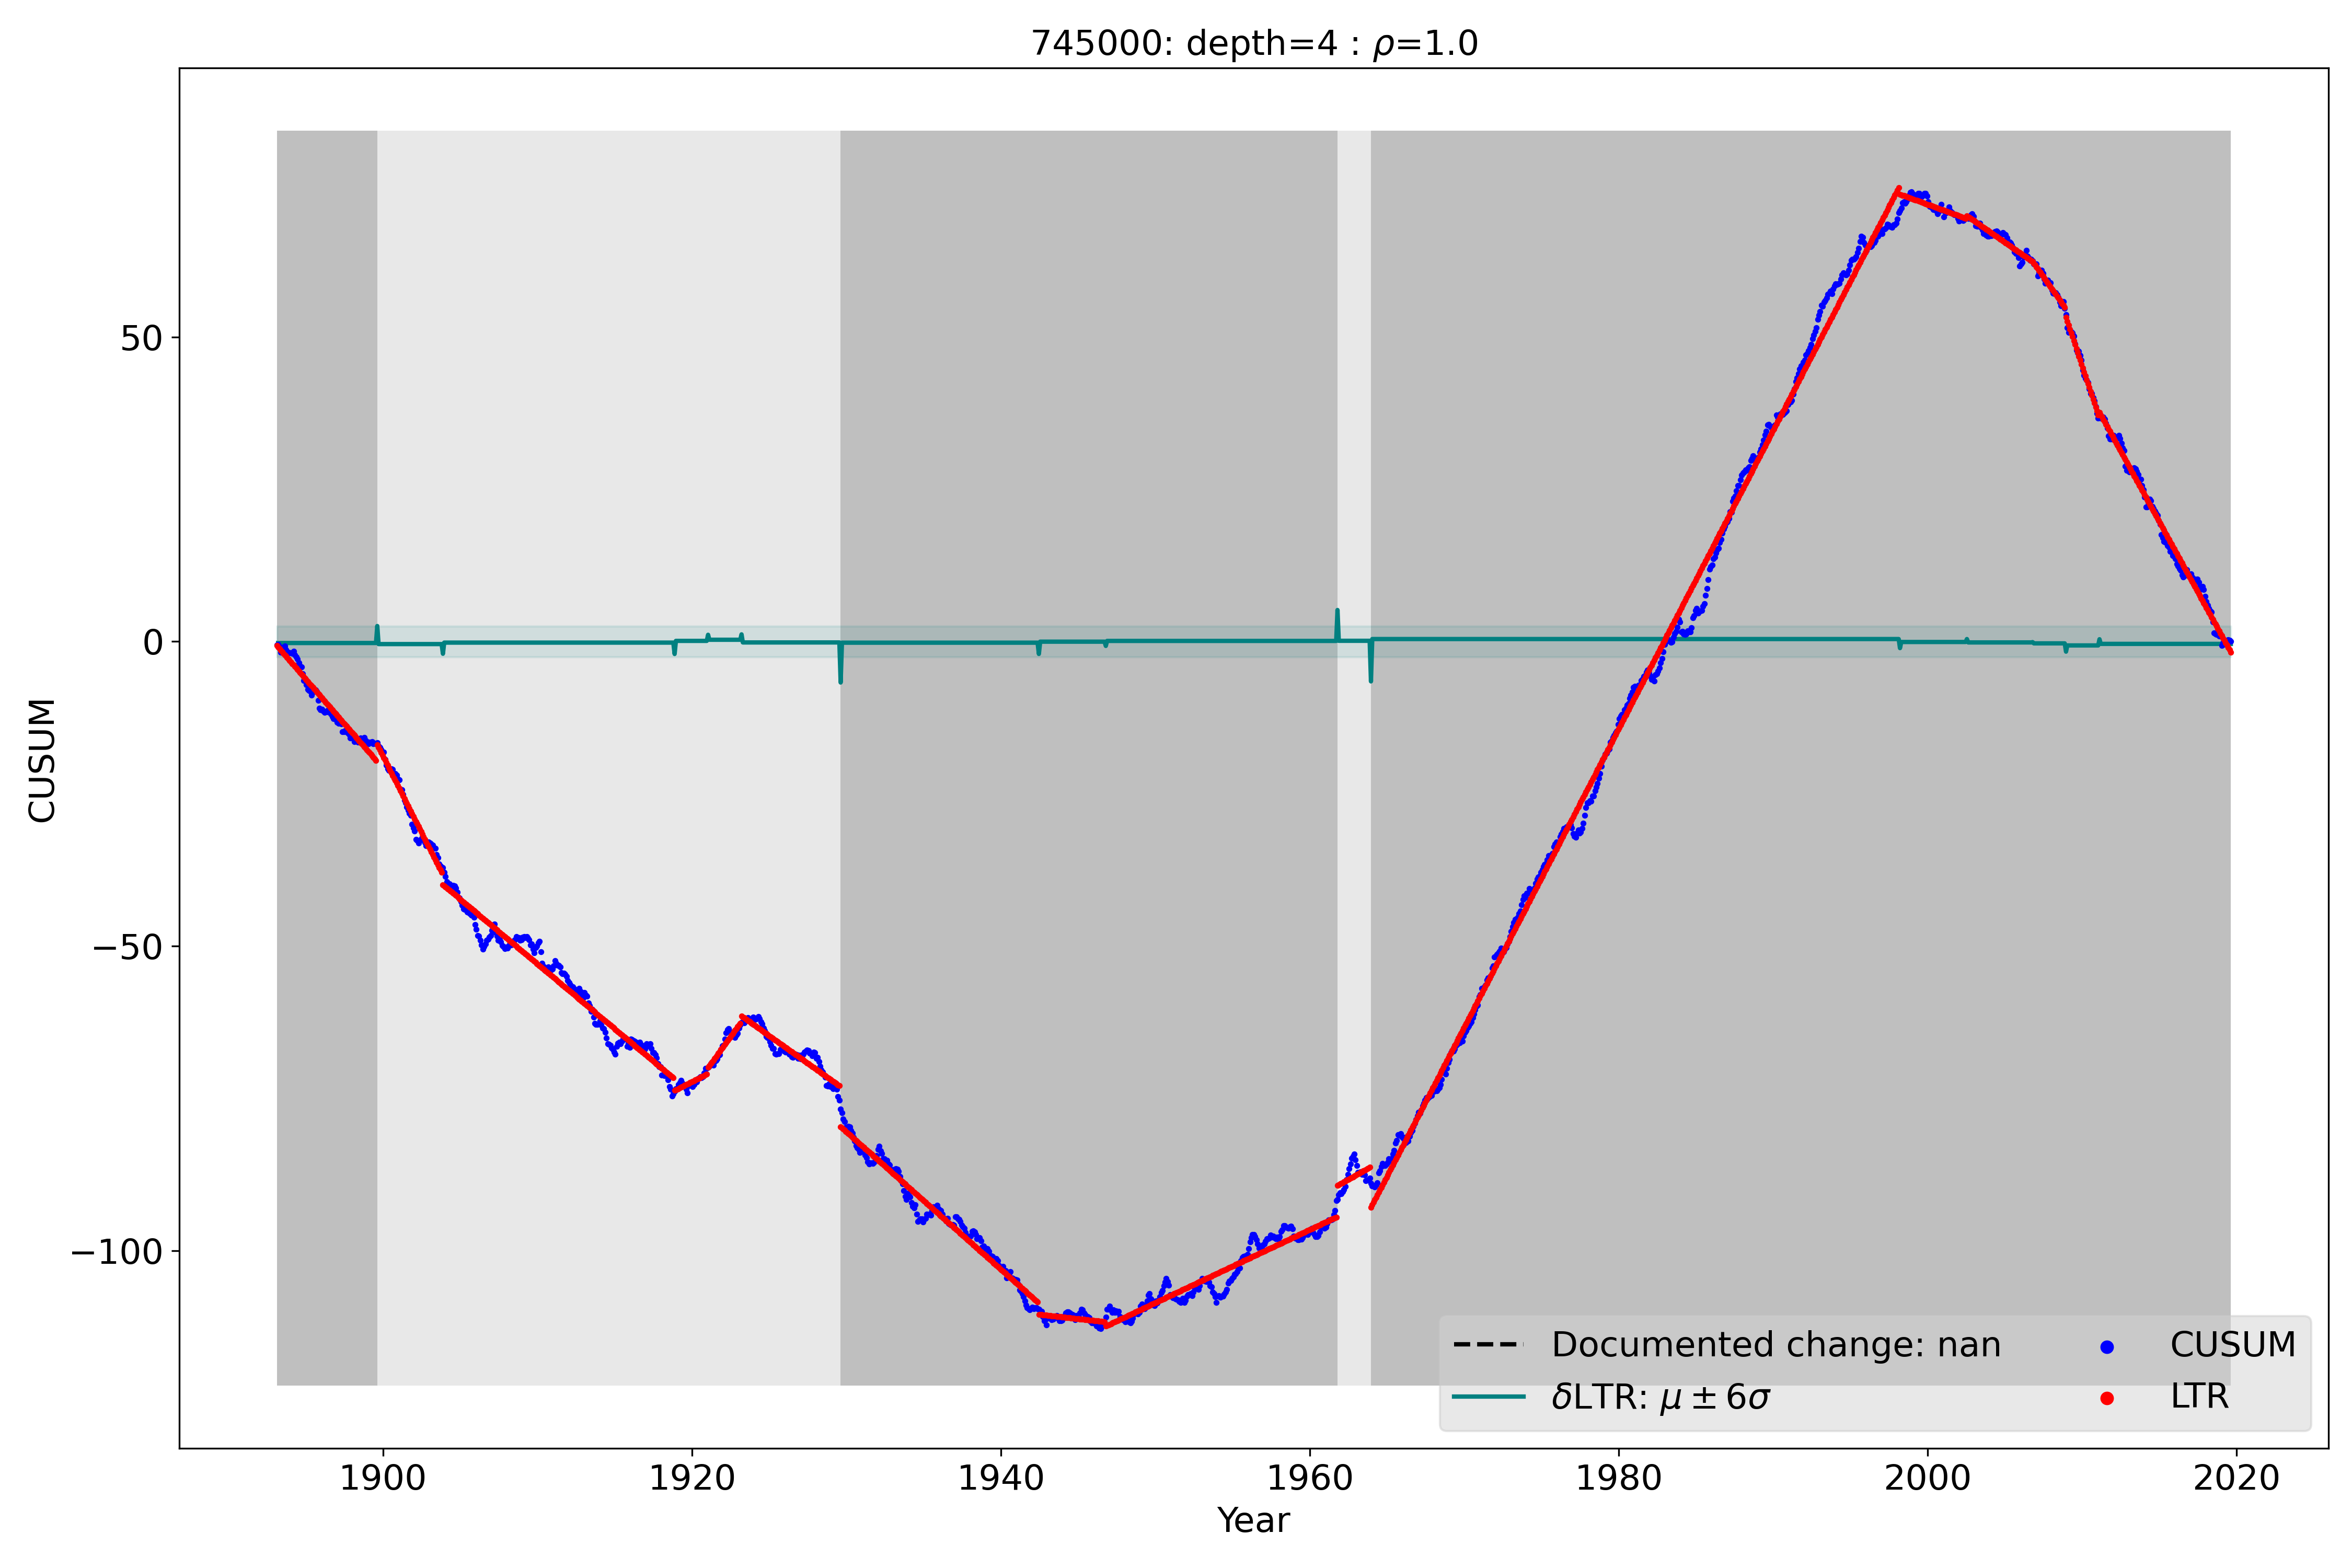 745000: depth=4 : ρ=1.0
CUSUM
50
0
−50
−100
1900 1920 1940 1960 1980 2000 2020
Year
Documented change: nan
δLTR: μ ± 6σ
CUSUM
LTR